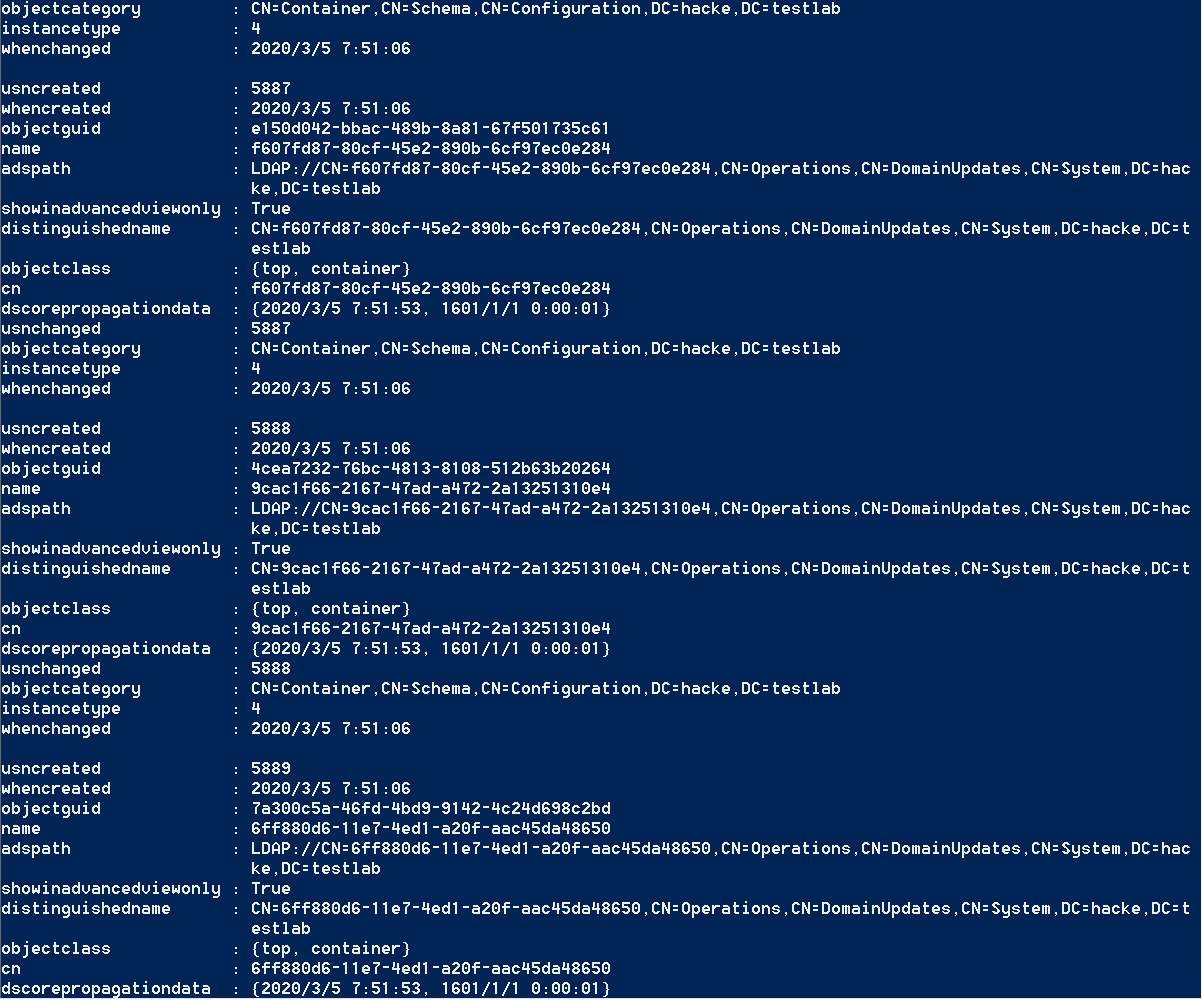 objectcategory         : CN=Container,CN=Schema,CN=Configuration,DC=hacke,DC=testlab
instancetype           : 4
whenchanged            : 2020/3/5 7:51:06

usncreated             : 5887
whencreated            : 2020/3/5 7:51:06
objectguid             : e150d042-bbac-489b-8a81-67f501735c61
name                   : f607fd87-80cf-45e2-890b-6cf97ec0e284
adspath                : LDAP://CN=f607fd87-80cf-45e2-890b-6cf97ec0e284,CN=Operations,CN=DomainUpdates,CN=System,DC=hac
                         ke,DC=testlab
showinadvancedviewonly : True
distinguishedname      : CN=f607fd87-80cf-45e2-890b-6cf97ec0e284,CN=Operations,CN=DomainUpdates,CN=System,DC=hacke,DC=t
                         estlab
objectclass            : {top, container}
cn                     : f607fd87-80cf-45e2-890b-6cf97ec0e284
dscorepropagationdata  : {2020/3/5 7:51:53, 1601/1/1 0:00:01}
usnchanged             : 5887
objectcategory         : CN=Container,CN=Schema,CN=Configuration,DC=hacke,DC=testlab
instancetype           : 4
whenchanged            : 2020/3/5 7:51:06

usncreated             : 5888
whencreated            : 2020/3/5 7:51:06
objectguid             : 4cea7232-76bc-4813-8108-512b63b20264
name                   : 9cac1f66-2167-47ad-a472-2a13251310e4
adspath                : LDAP://CN=9cac1f66-2167-47ad-a472-2a13251310e4,CN=Operations,CN=DomainUpdates,CN=System,DC=hac
                         ke,DC=testlab
showinadvancedviewonly : True
distinguishedname      : CN=9cac1f66-2167-47ad-a472-2a13251310e4,CN=Operations,CN=DomainUpdates,CN=System,DC=hacke,DC=t
                         estlab
objectclass            : {top, container}
cn                     : 9cac1f66-2167-47ad-a472-2a13251310e4
dscorepropagationdata  : {2020/3/5 7:51:53, 1601/1/1 0:00:01}
usnchanged             : 5888
objectcategory         : CN=Container,CN=Schema,CN=Configuration,DC=hacke,DC=testlab
instancetype           : 4
whenchanged            : 2020/3/5 7:51:06

usncreated             : 5889
whencreated            : 2020/3/5 7:51:06
objectguid             : 7a300c5a-46fd-4bd9-9142-4c24d698c2bd
name                   : 6ff880d6-11e7-4ed1-a20f-aac45da48650
adspath                : LDAP://CN=6ff880d6-11e7-4ed1-a20f-aac45da48650,CN=Operations,CN=DomainUpdates,CN=System,DC=hac
                         ke,DC=testlab
showinadvancedviewonly : True
distinguishedname      : CN=6ff880d6-11e7-4ed1-a20f-aac45da48650,CN=Operations,CN=DomainUpdates,CN=System,DC=hacke,DC=t
                         estlab
objectclass            : {top, container}
cn                     : 6ff880d6-11e7-4ed1-a20f-aac45da48650
dscorepropagationdata  : {2020/3/5 7:51:53, 1601/1/1 0:00:01}